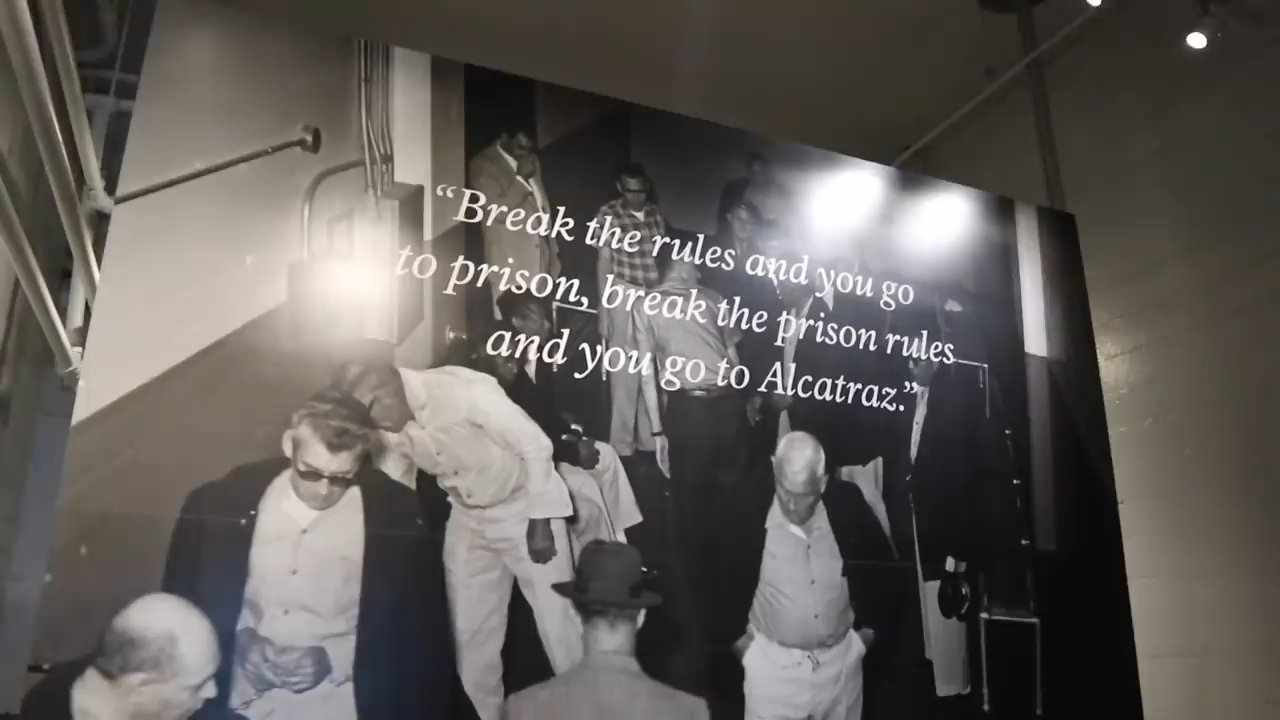 “Break the rules and you go
to prison, break the prison rules
and you go to Alcatraz.”